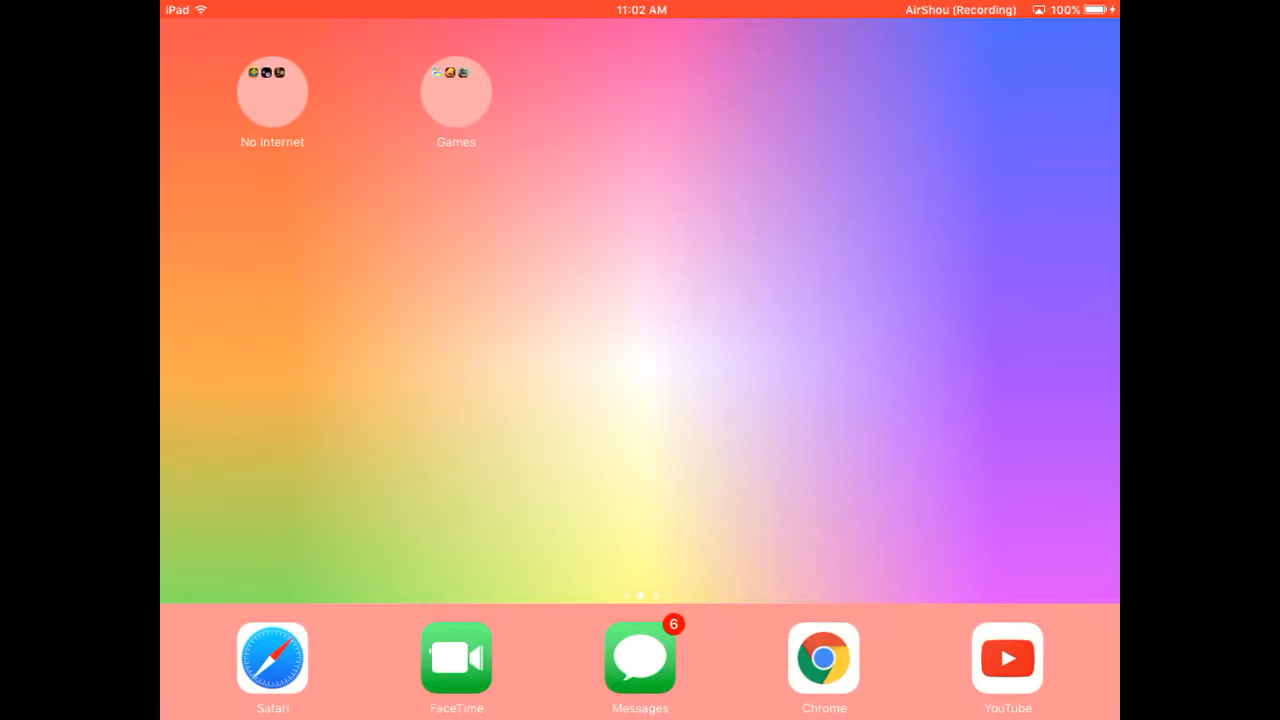 iPad 11:02 AM AirShou (Recording) 100%
No Internet Games
6
Safari FaceTime Messages Chrome YouTube